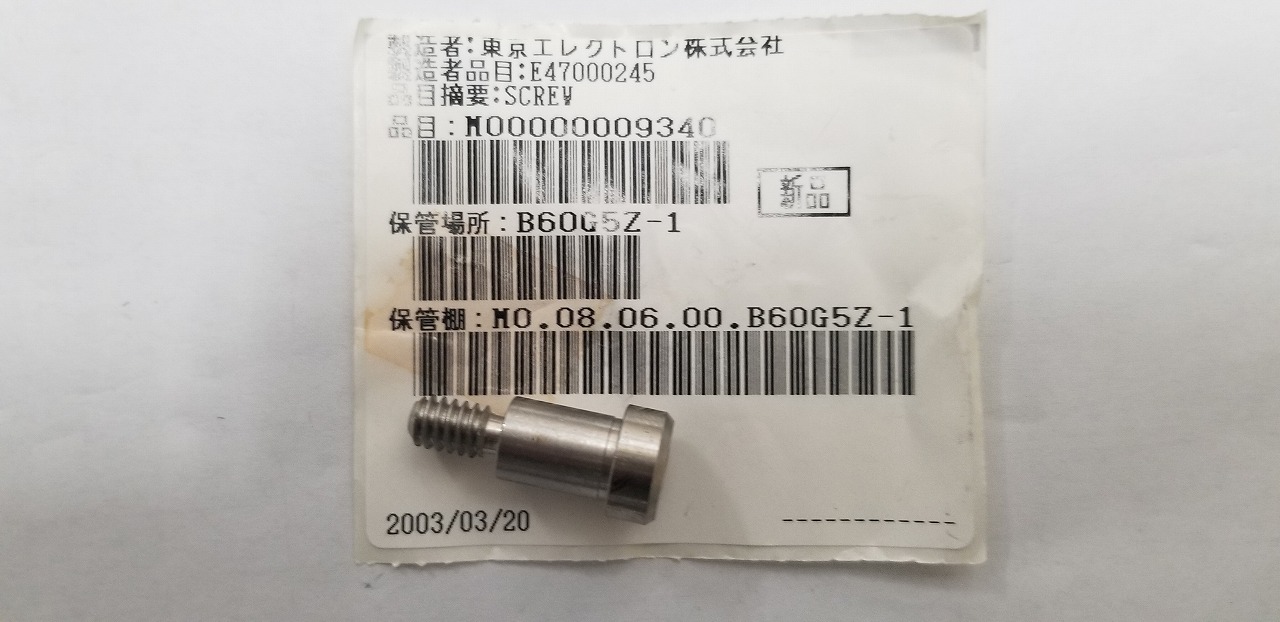 製造者:東京エレクトロン株式会社
製造者品目:E47000245
品目摘要:SCREW
品目:M00000009340
新品
保管場所:B60G5Z-1
保管棚:M0.08.06.00.B60G5Z-1
2003/03/20
------------